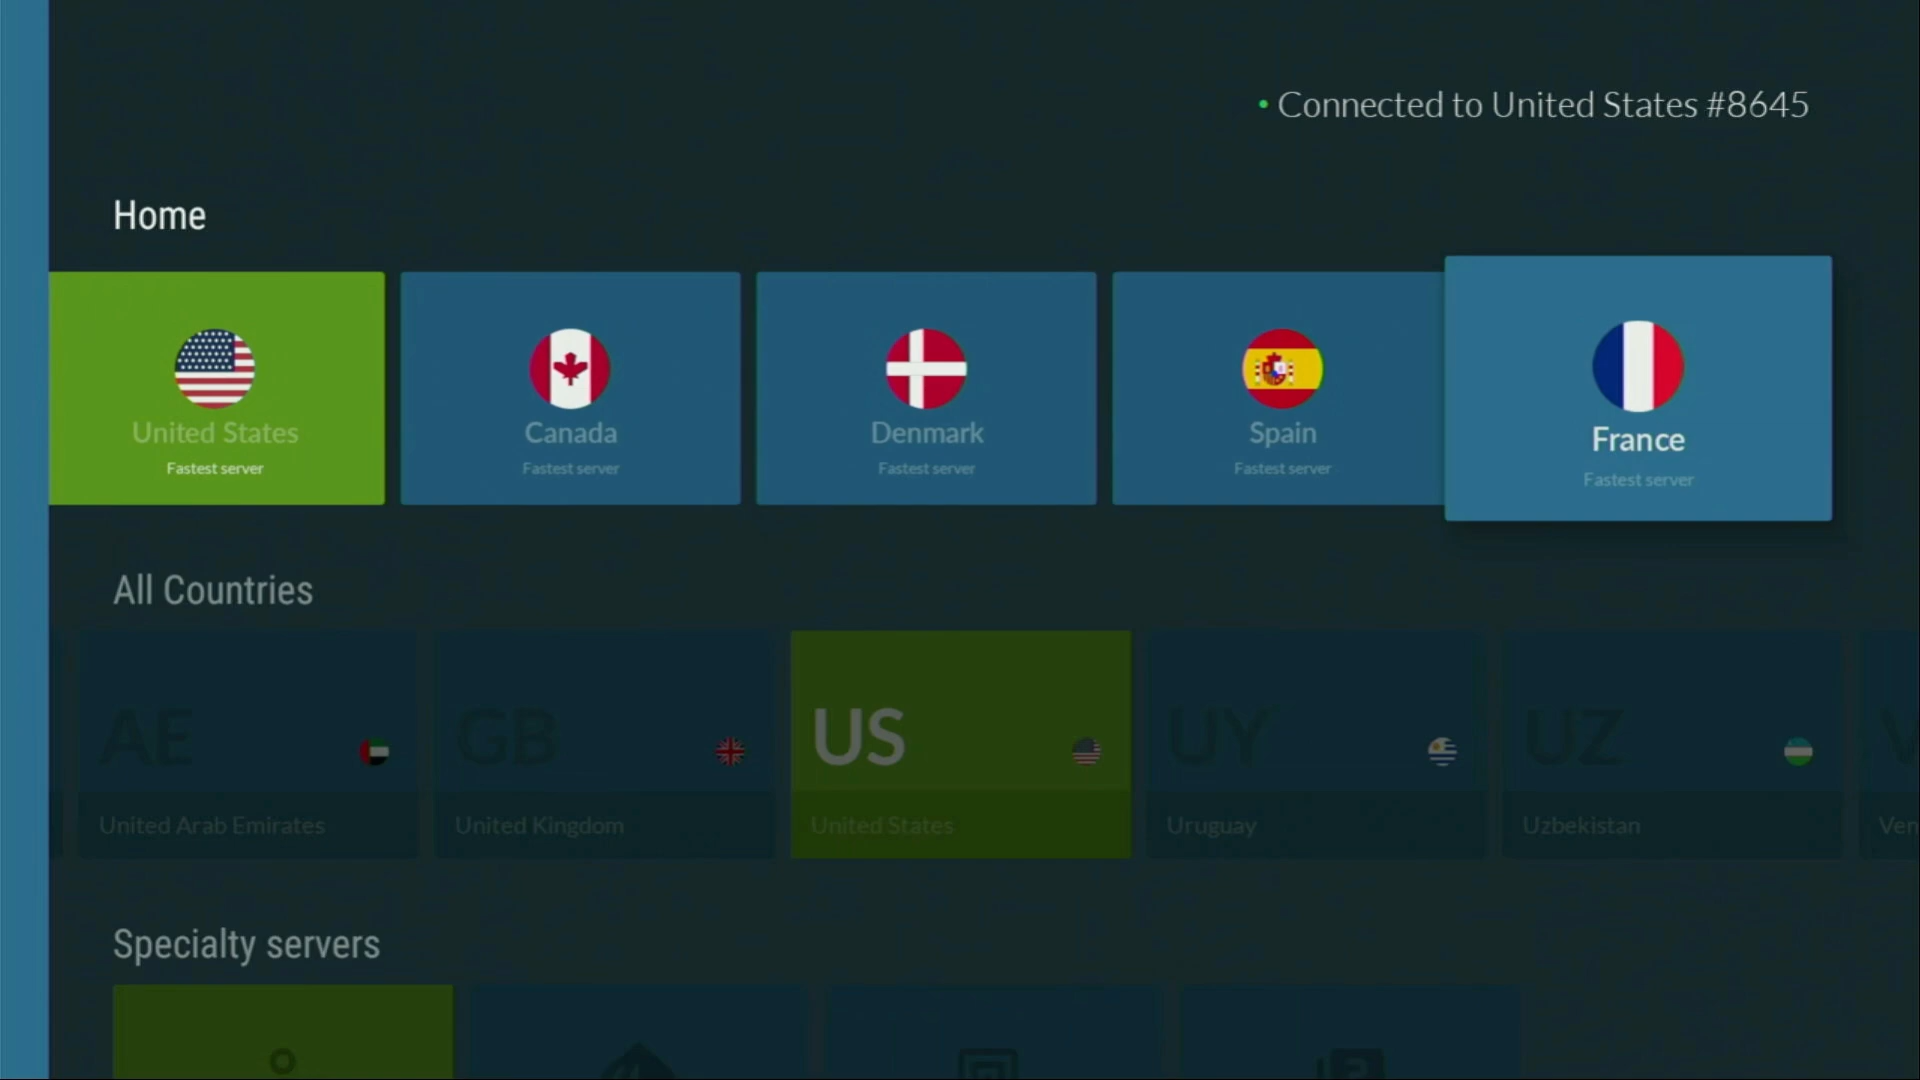 Connected to United States #8645
Home
United States
Fastest server
Canada
Fastest server
Denmark
Fastest server
Spain
Fastest server
France
Fastest server
All Countries
AE
United Arab Emirates
GB
United Kingdom
US
United States
UY
Uruguay
UZ
Uzbekistan
V
Ven
Specialty servers